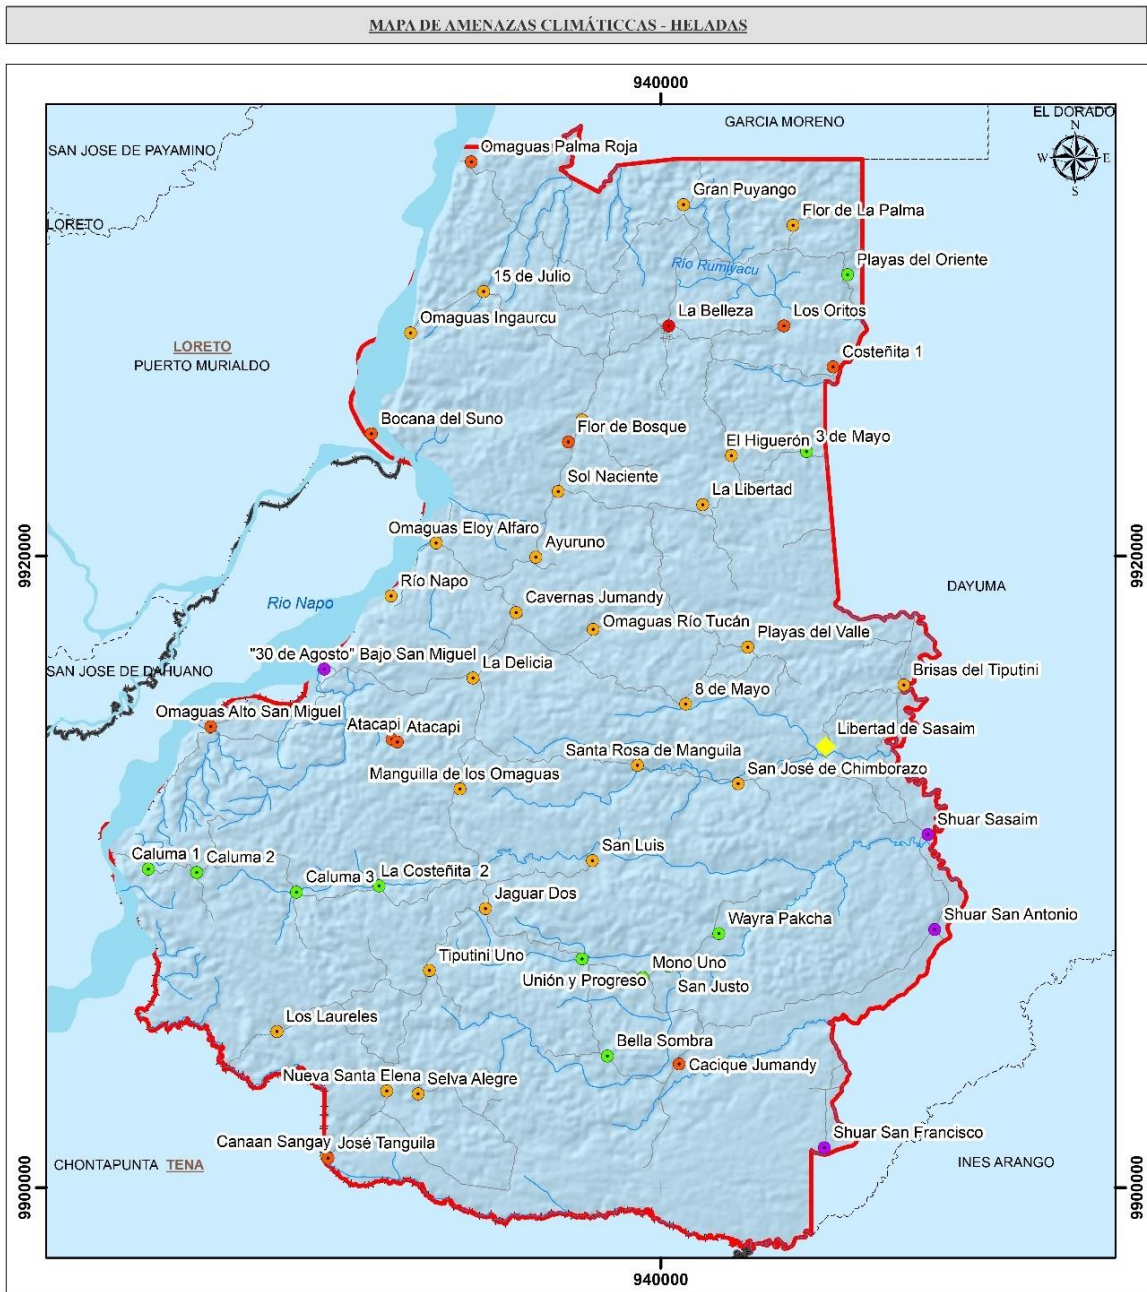 MAPA DE AMENAZAS CLIMÁTICCAS - HELADAS
940000
GARCIA MORENO
EL DORADO
N
W
E
S
SAN JOSE DE PAYAMINO
Omaguas Palma Roja
Gran Puyango
Flor de La Palma
LORETO
Río Rumiyacu
Playas del Oriente
15 de Julio
La Belleza
Los Oritos
Omaguas Ingaurcu
LORETO
PUERTO MURIALDO
Costeñita 1
Bocana del Suno
Flor de Bosque
El Higuerón
3 de Mayo
Sol Naciente
La Libertad
Omaguas Eloy Alfaro
Ayuruno
9920000
9920000
Río Napo
DAYUMA
Rio Napo
Cavernas Jumandy
Omaguas Río Tucán
Playas del Valle
SAN JOSE DE DAHUANO
"30 de Agosto" Bajo San Miguel
La Delicia
Brisas del Tiputini
8 de Mayo
Omaguas Alto San Miguel
Atacapi
Atacapi
Libertad de Sasaim
Santa Rosa de Manguila
Manguilla de los Omaguas
San José de Chimborazo
Shuar Sasaim
San Luis
Caluma 1
Caluma 2
Caluma 3
La Costeñita 2
Jaguar Dos
Wayra Pakcha
Shuar San Antonio
Tiputini Uno
Unión y Progreso
Mono Uno
San Justo
Los Laureles
Bella Sombra
Cacique Jumandy
Nueva Santa Elena
Selva Alegre
Canaan Sangay
José Tanguila
Shuar San Francisco
CHONTAPUNTA
TENA
INES ARANGO
9900000
9900000
940000